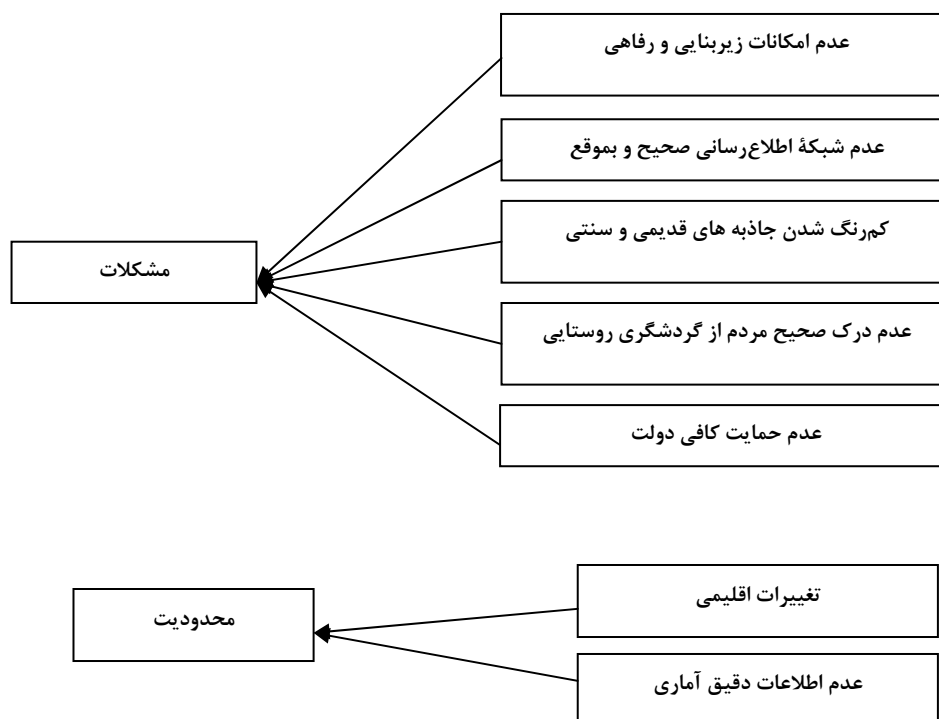 عدم امکانات زیربنایی و رفاهی
عدم شبکۀ اطلاع‌رسانی صحیح و بموقع
کم‌رنگ شدن جاذبه های قدیمی و سنتی
مشکلات
عدم درک صحیح مردم از گردشگری روستایی
عدم حمایت کافی دولت
تغییرات اقلیمی
محدودیت
عدم اطلاعات دقیق آماری